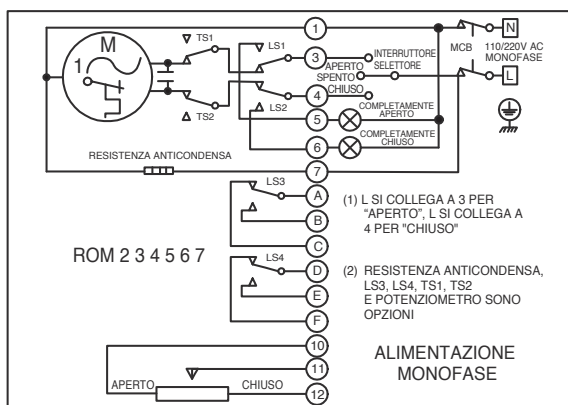 M
1
TS1
TS2
LS1
LS2
1
3
4
5
6
7
APERTO
SPENTO
CHIUSO
INTERRUTTORE
SELETTORE
COMPLETAMENTE
APERTO
COMPLETAMENTE
CHIUSO
MCB
N
110/220V AC
MONOFASE
L
RESISTENZA ANTICONDENSA
LS3
A
B
C
(1) L SI COLLEGA A 3 PER
“APERTO”, L SI COLLEGA A
4 PER "CHIUSO"
ROM 2 3 4 5 6 7
LS4
D
E
F
(2) RESISTENZA ANTICONDENSA,
LS3, LS4, TS1, TS2
E POTENZIOMETRO SONO
OPZIONI
10
11
12
APERTO
CHIUSO
ALIMENTAZIONE
MONOFASE